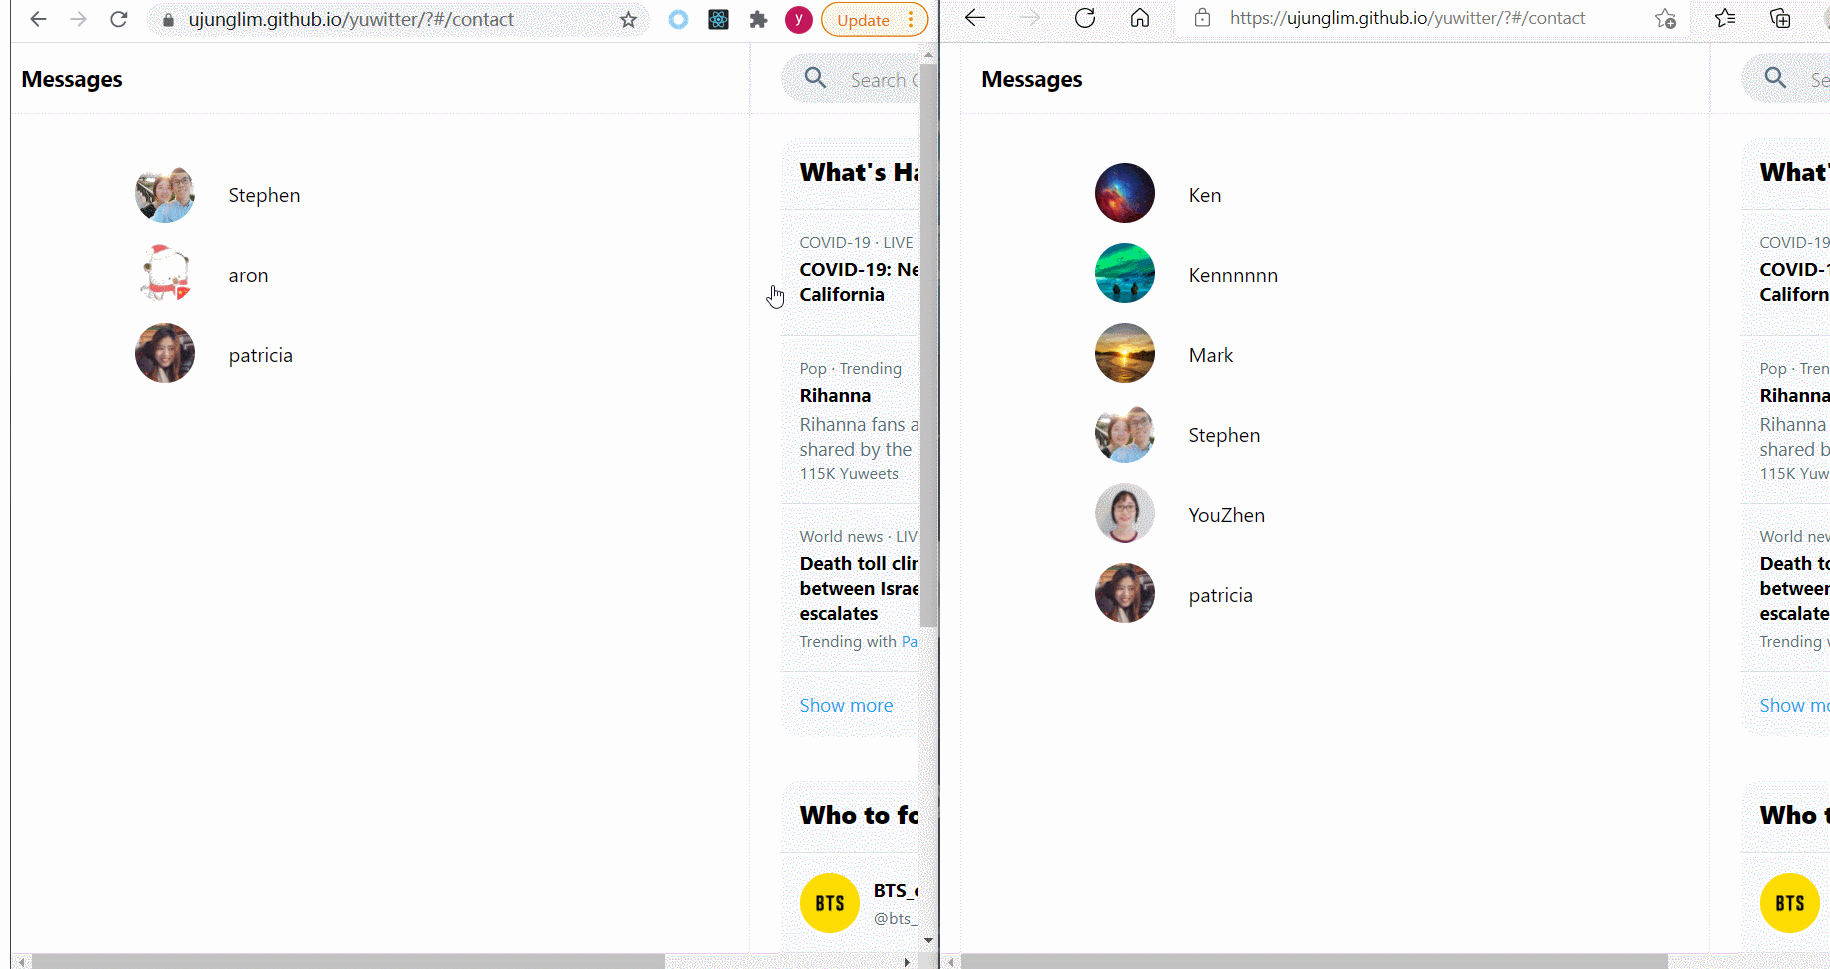 ujunglim.github.io/yuwitter/?#/contact
y
Update
Messages
Search
Stephen
aron
patricia
What's Ha
COVID-19 · LIVE
COVID-19: Ne
California
Pop · Trending
Rihanna
Rihanna fans a
shared by the
115K Yuweets
World news · LIV
Death toll clin
between Israe
escalates
Trending with Pa
Show more
Who to fo
BTS
BTS_
@bts_
https://ujunglim.github.io/yuwitter/?#/contact
Messages
Se
Ken
Kennnnnn
Mark
Stephen
YouZhen
patricia
What'
COVID-19
COVID-1
Californ
Pop · Tren
Rihanna
Rihanna
shared b
115K Yuw
World nev
Death to
between
escalate
Trending
Show mo
Who t
BTS